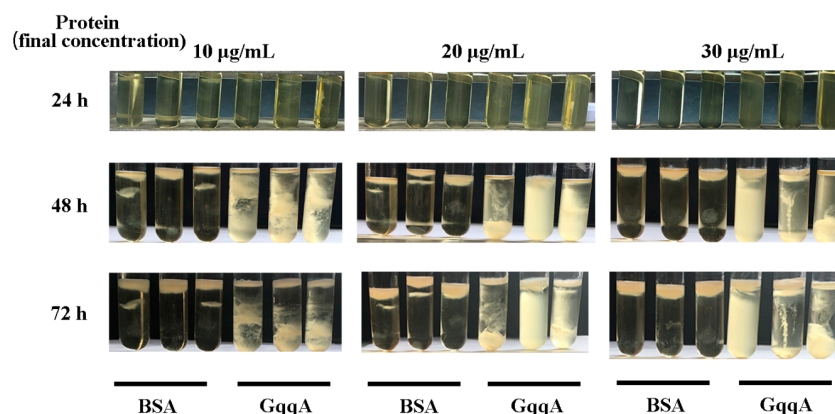 Protein
(final concentration)
10 µg/mL
20 µg/mL
30 µg/mL
24 h
48 h
72 h
BSA
GqqA
BSA
GqqA
BSA
GqqA